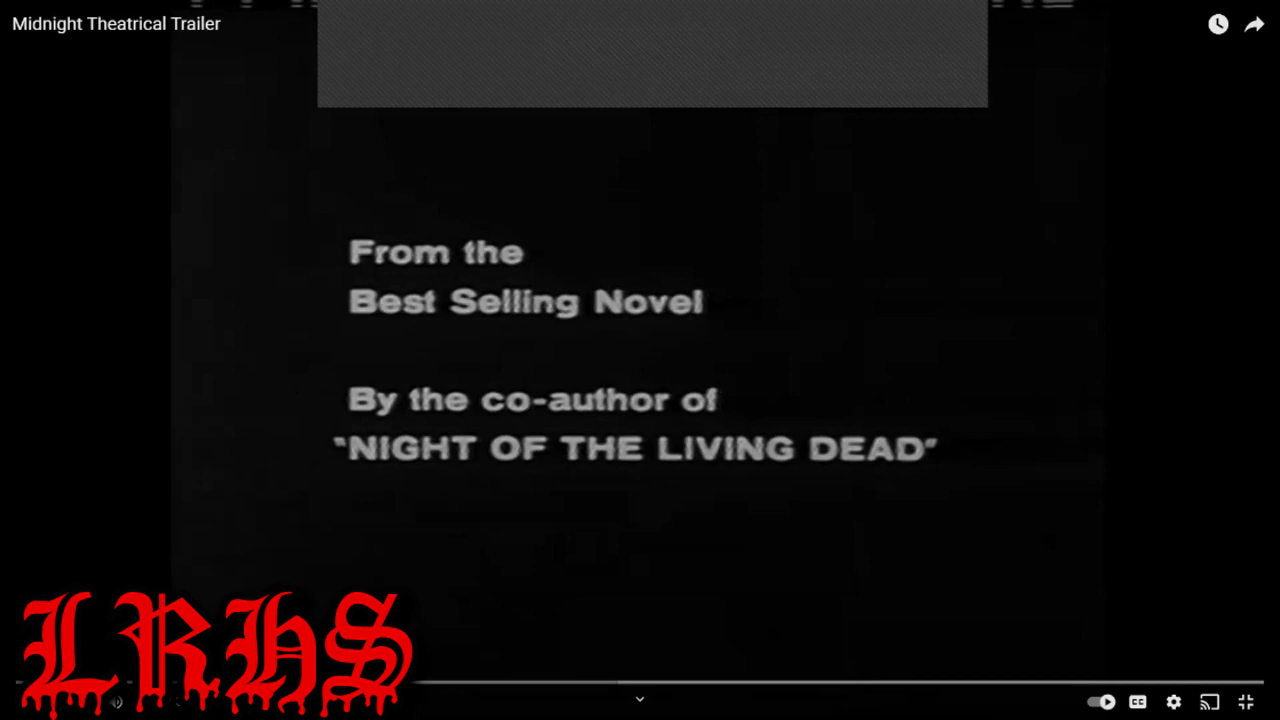 Midnight Theatrical Trailer
From the
Best Selling Novel
By the co-author of
"NIGHT OF THE LIVING DEAD"
LRHS
CC